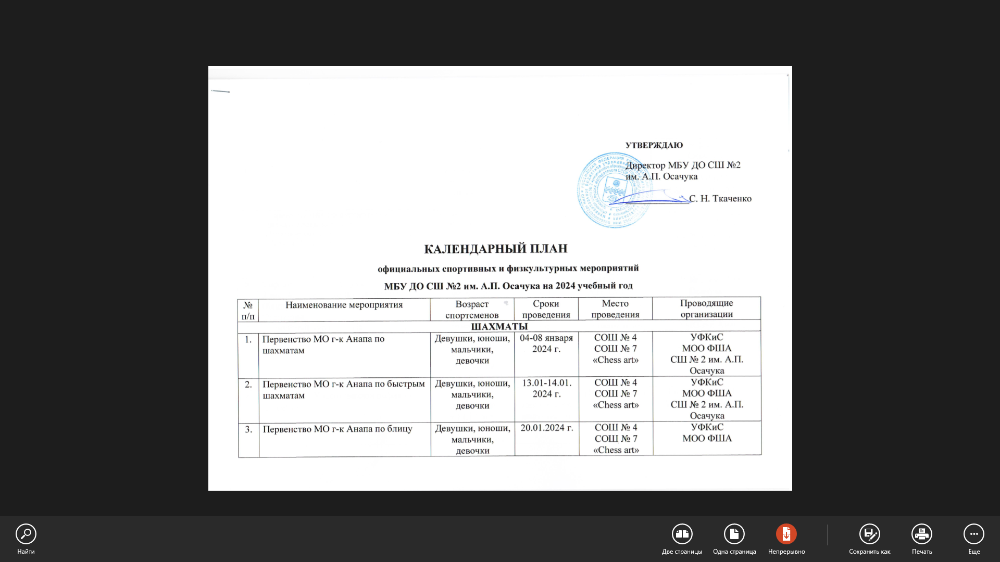 УТВЕРЖДАЮ
Директор МБУ ДО СШ №2
им. А.П. Осачука
С. Н. Ткаченко
КАЛЕНДАРНЫЙ ПЛАН
официальных спортивных и физкультурных мероприятий
МБУ ДО СШ №2 им. А.П. Осачука на 2024 учебный год
№ п/п
Наименование мероприятия
Возраст спортсменов
Сроки проведения
Место проведения
Проводящие организации
ШАХМАТЫ
1.
Первенство МО г-к Анапа по
шахматам
Девушки, юноши,
мальчики,
девочки
04-08 января
2024 г.
СОШ № 4
СОШ № 7
«Chess art»
УФКиС
МОО ФША
СШ № 2 им. А.П.
Осачука
2.
Первенство МО г-к Анапа по быстрым
шахматам
Девушки, юноши,
мальчики,
девочки
13.01-14.01.
2024 г.
СОШ № 4
СОШ № 7
«Chess art»
УФКиС
МОО ФША
СШ № 2 им. А.П.
Осачука
3.
Первенство МО г-к Анапа по блицу
Девушки, юноши,
мальчики,
девочки
20.01.2024 г.
СОШ № 4
СОШ № 7
«Chess art»
УФКиС
МОО ФША
Найти
Две страницы
Одна страница
Непрерывно
Сохранить как
Печать
Еще